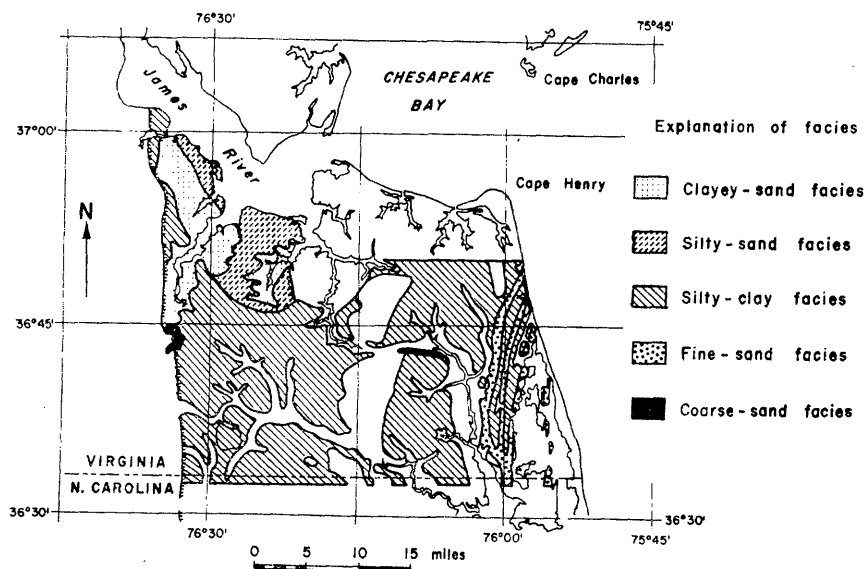 76°30'
75°45'
James
River
CHESAPEAKE
BAY
Cape Charles
37°00'
Cape Henry
N
36°45'
VIRGINIA
N. CAROLINA
36°30'
36°30'
76°30'
76°00'
75°45'
0 5 10 15 miles
Explanation of facies
Clayey-sand facies
Silty-sand facies
Silty-clay facies
Fine-sand facies
Coarse-sand facies